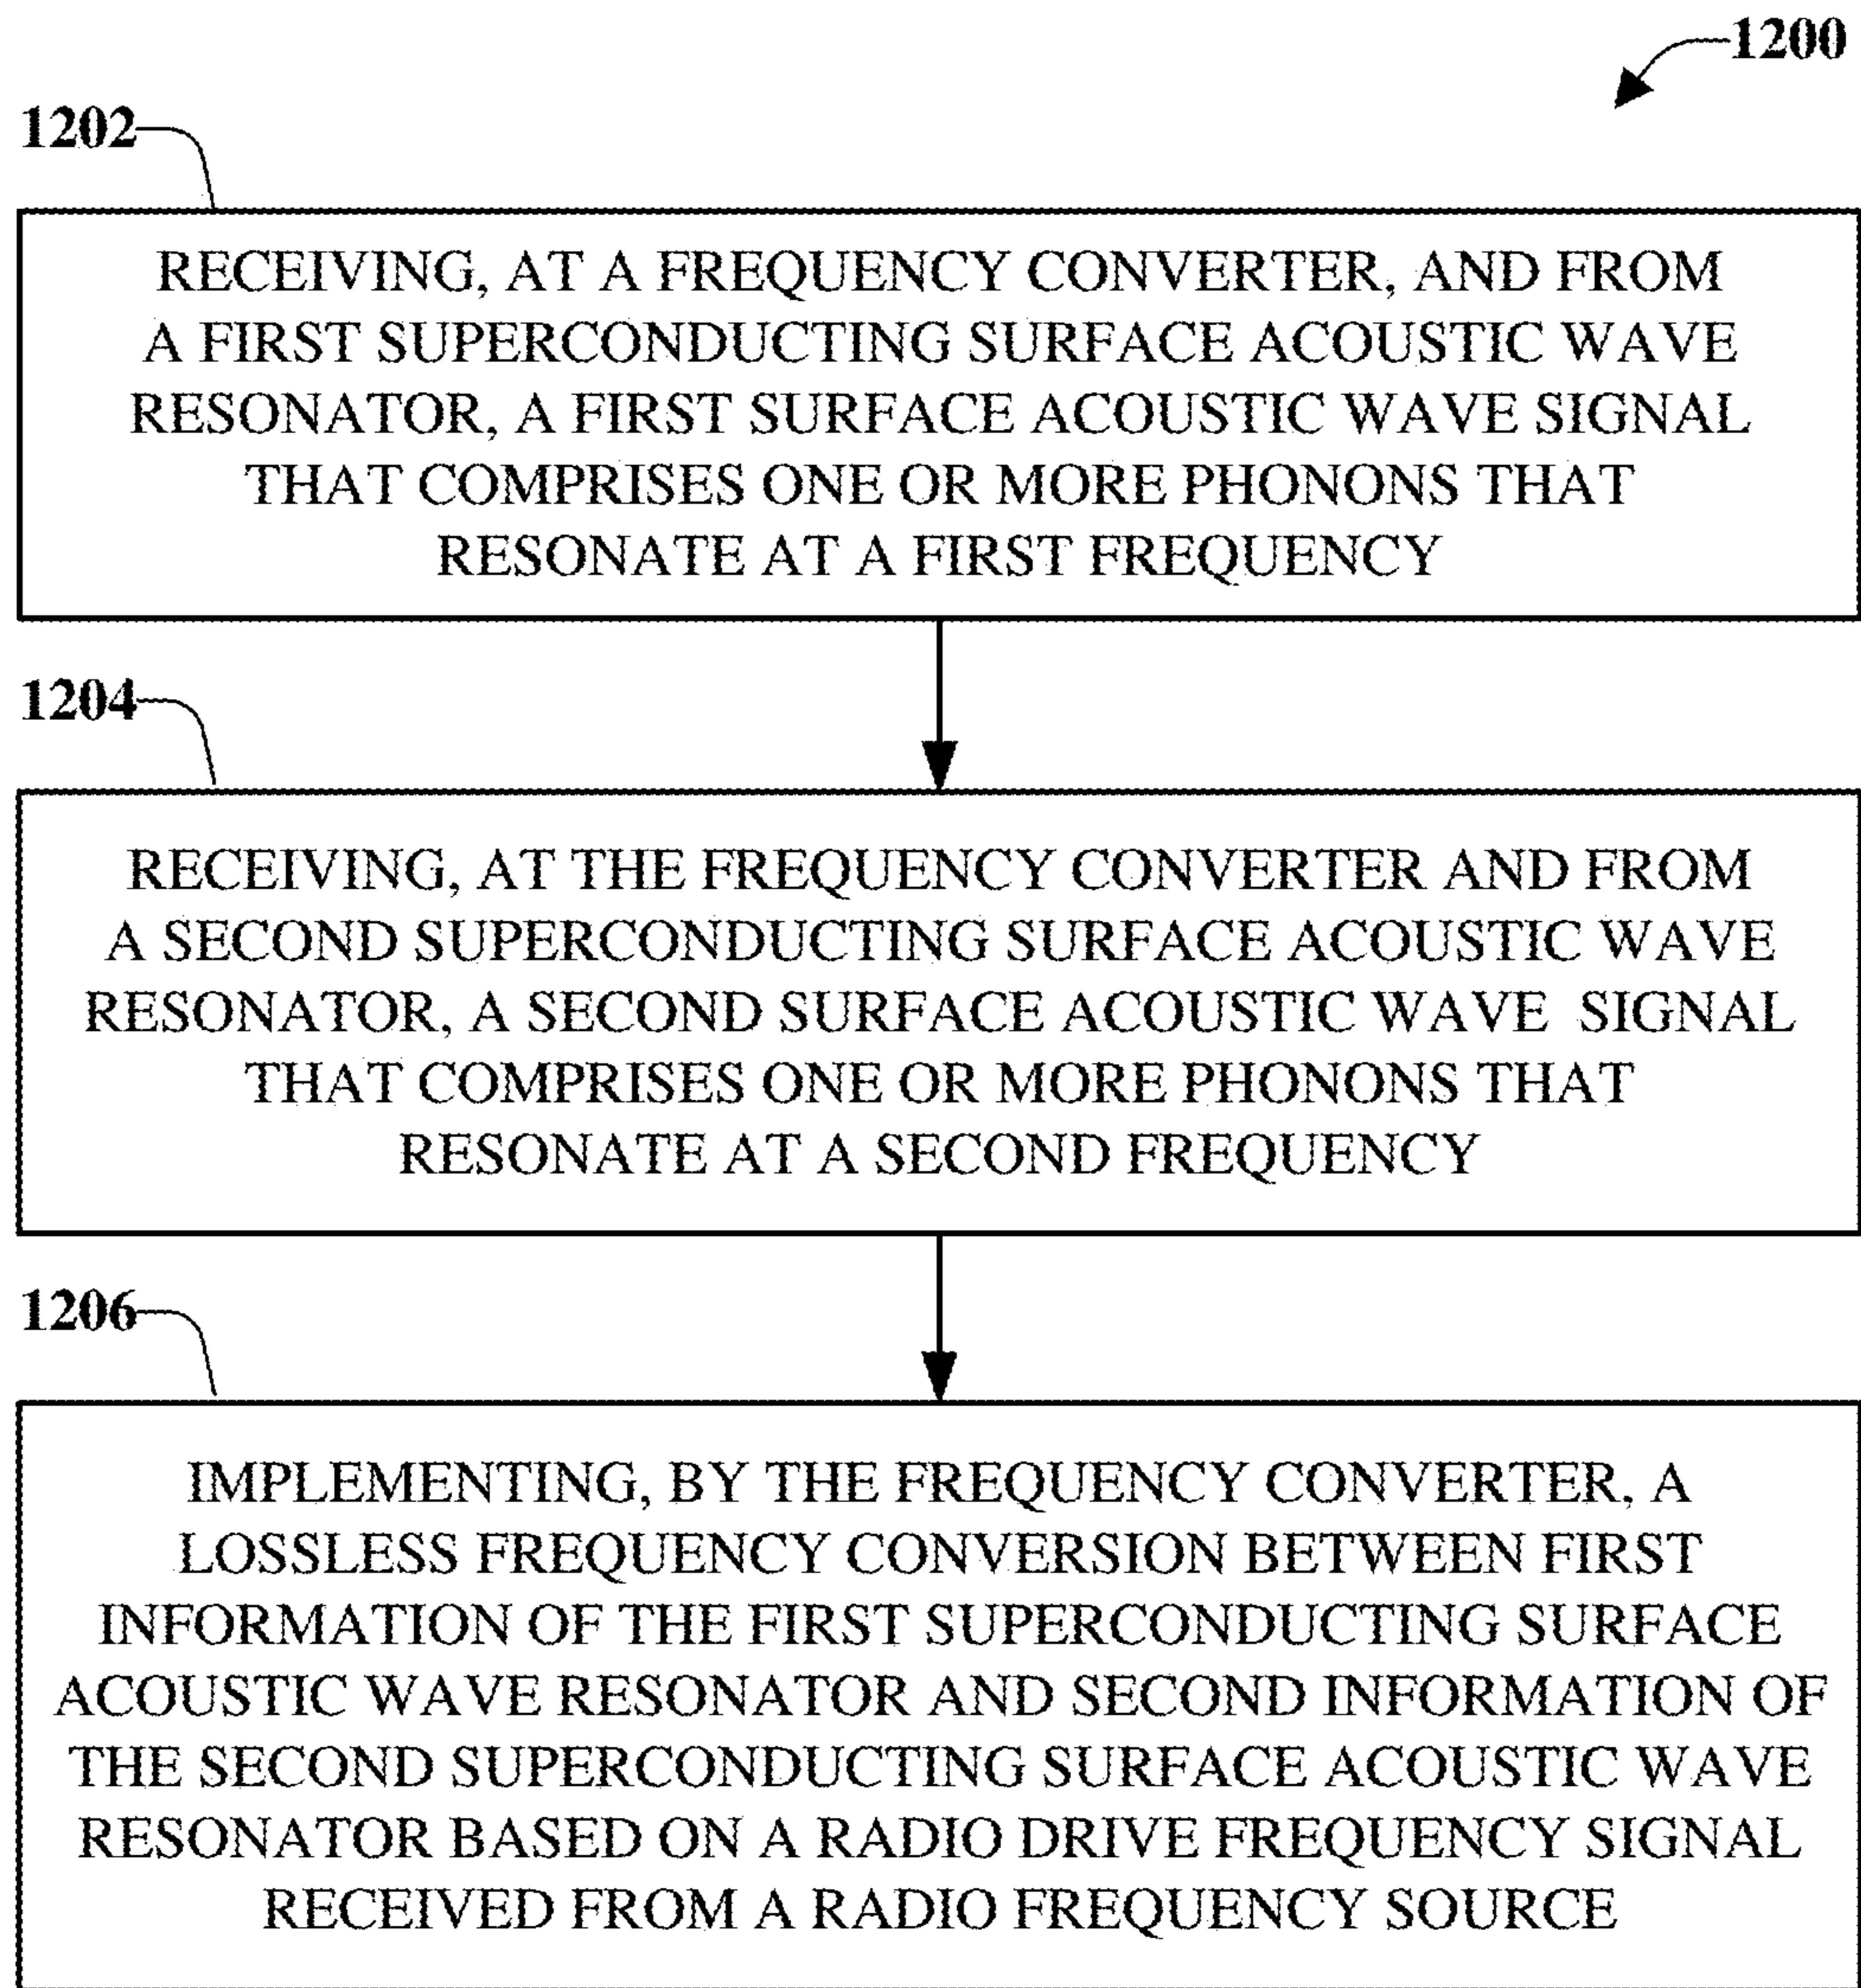 1200
1202
RECEIVING, AT A FREQUENCY CONVERTER, AND FROM
A FIRST SUPERCONDUCTING SURFACE ACOUSTIC WAVE
RESONATOR, A FIRST SURFACE ACOUSTIC WAVE SIGNAL
THAT COMPRISES ONE OR MORE PHONONS THAT
RESONATE AT A FIRST FREQUENCY
1204
RECEIVING, AT THE FREQUENCY CONVERTER AND FROM
A SECOND SUPERCONDUCTING SURFACE ACOUSTIC WAVE
RESONATOR, A SECOND SURFACE ACOUSTIC WAVE SIGNAL
THAT COMPRISES ONE OR MORE PHONONS THAT
RESONATE AT A SECOND FREQUENCY
1206
IMPLEMENTING, BY THE FREQUENCY CONVERTER, A
LOSSLESS FREQUENCY CONVERSION BETWEEN FIRST
INFORMATION OF THE FIRST SUPERCONDUCTING SURFACE
ACOUSTIC WAVE RESONATOR AND SECOND INFORMATION OF
THE SECOND SUPERCONDUCTING SURFACE ACOUSTIC WAVE
RESONATOR BASED ON A RADIO DRIVE FREQUENCY SIGNAL
RECEIVED FROM A RADIO FREQUENCY SOURCE